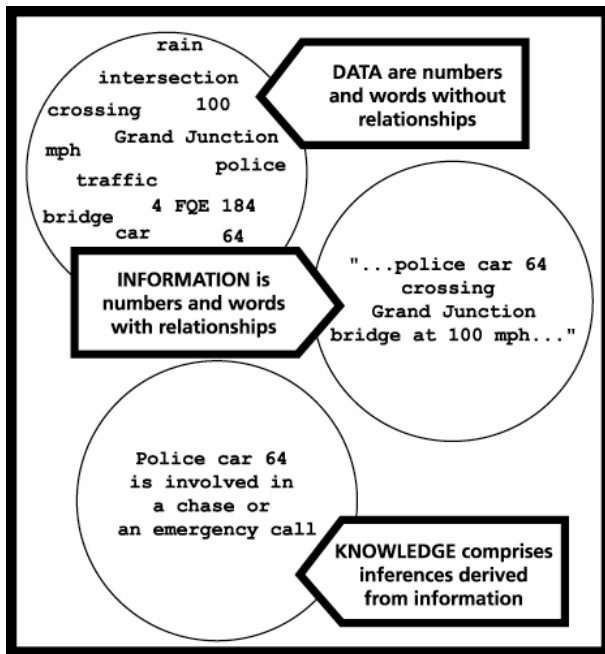 rain
intersection
crossing 100
Grand Junction
mph
police
traffic
4 FQE 184
bridge
car 64
DATA are numbers
and words without
relationships
INFORMATION is
numbers and words
with relationships
"...police car 64
crossing
Grand Junction
bridge at 100 mph..."
Police car 64
is involved in
a chase or
an emergency call
KNOWLEDGE comprises
inferences derived
from information